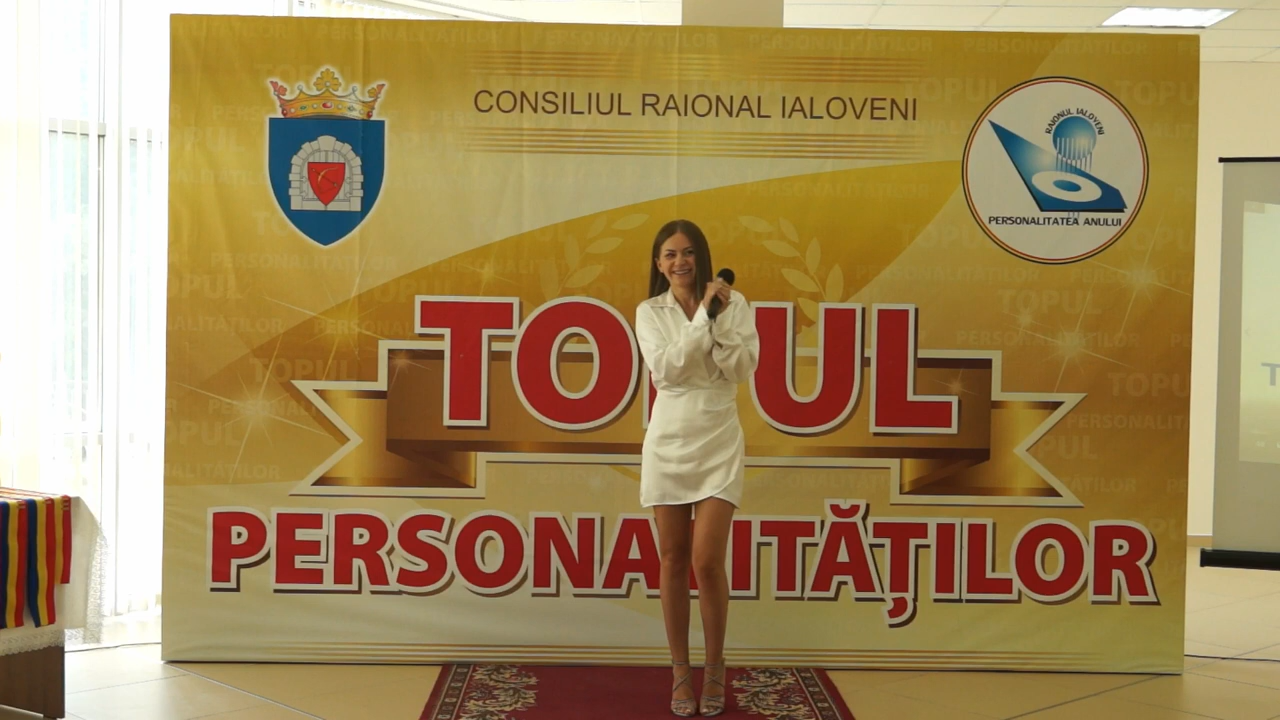 CONSILIUL RAIONAL IALOVENI
RAIONUL IALOVENI
PERSONALITATEA ANULUI
TOPUL
PERSONALITĂȚILOR